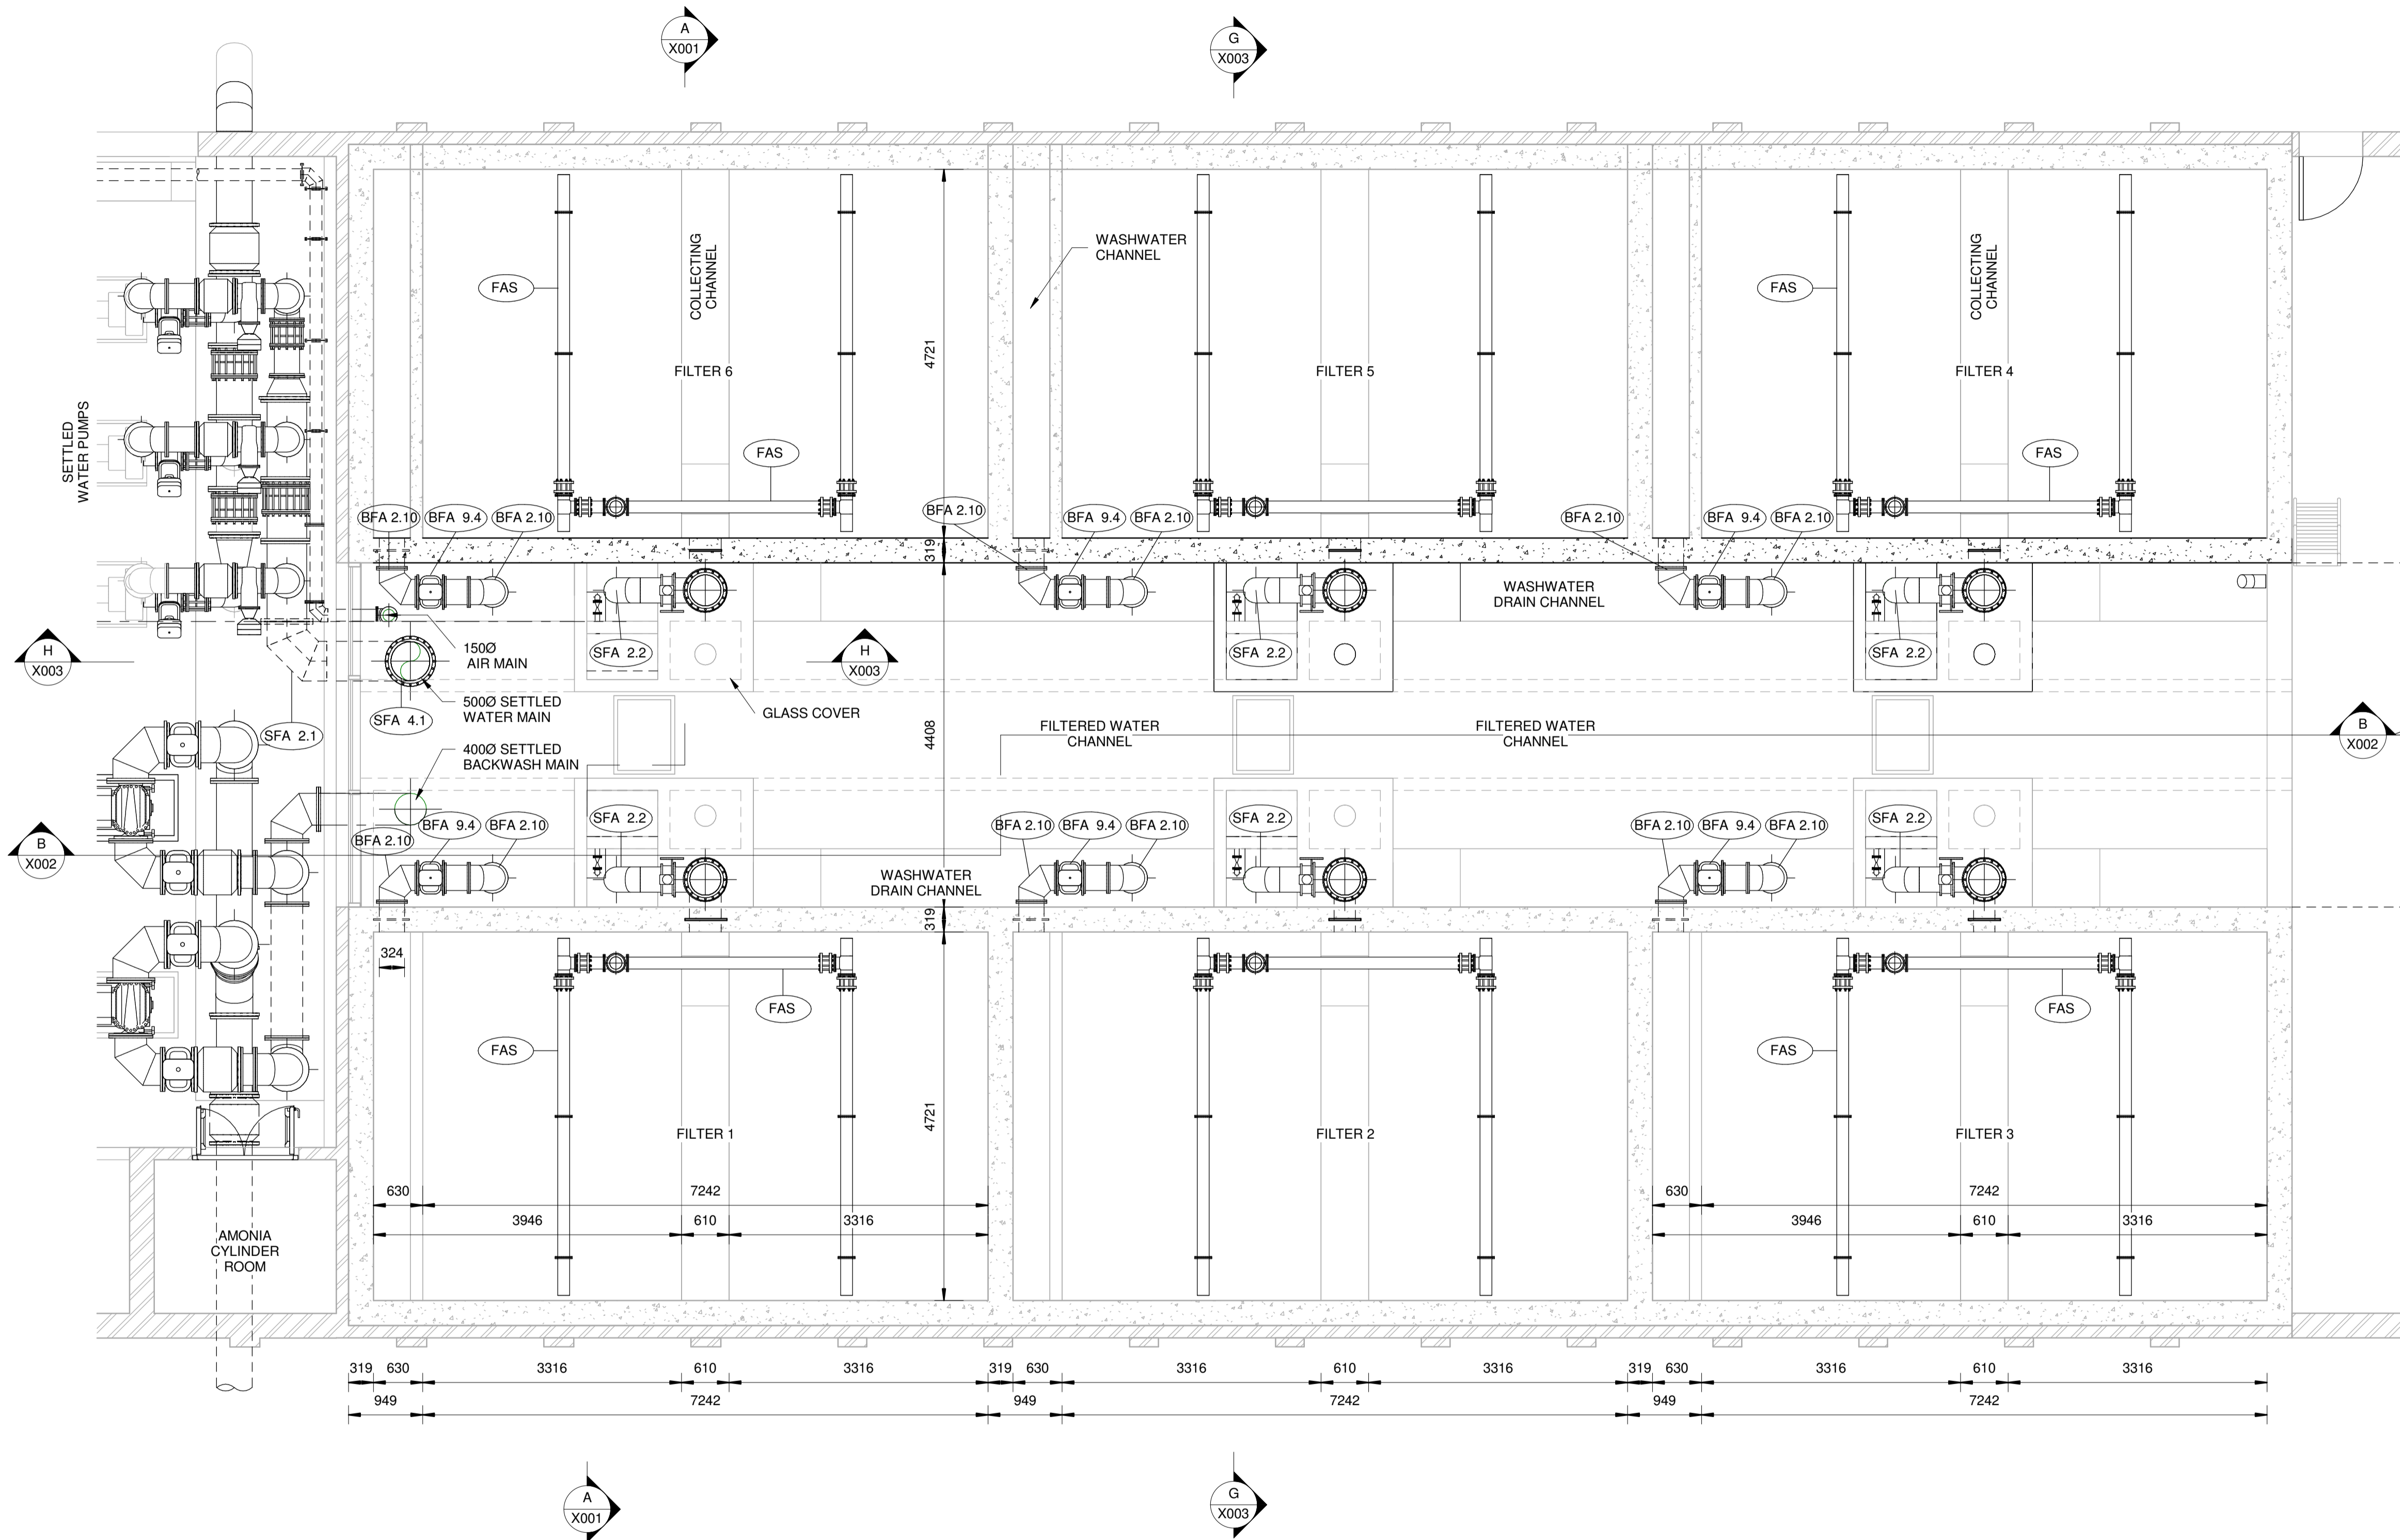 A
X001
G
X003
WASHWATER
CHANNEL
COLLECTING
CHANNEL
COLLECTING
CHANNEL
FAS
FAS
4721
FILTER 6
FILTER 5
FILTER 4
SETTLED
WATER PUMPS
FAS
FAS
BFA 2.10
BFA 9.4
BFA 2.10
BFA 2.10
BFA 9.4
BFA 2.10
BFA 2.10
BFA 9.4
BFA 2.10
319
WASHWATER
DRAIN CHANNEL
H
X003
150Ø
AIR MAIN
SFA 2.2
H
X003
SFA 2.2
SFA 2.2
500Ø SETTLED
WATER MAIN
GLASS COVER
SFA 4.1
SFA 2.1
4408
FILTERED WATER
CHANNEL
FILTERED WATER
CHANNEL
B
X002
400Ø SETTLED
BACKWASH MAIN
BFA 2.10
BFA 9.4
BFA 2.10
SFA 2.2
BFA 2.10
BFA 9.4
BFA 2.10
SFA 2.2
BFA 2.10
BFA 9.4
BFA 2.10
SFA 2.2
B
X002
WASHWATER
DRAIN CHANNEL
319
324
FAS
FAS
FAS
FAS
4721
FILTER 1
FILTER 2
FILTER 3
630
7242
630
7242
3946
610
3316
3946
610
3316
AMONIA
CYLINDER
ROOM
319
630
3316
610
3316
319
630
3316
610
3316
319
630
3316
610
3316
949
7242
949
7242
949
7242
A
X001
G
X003